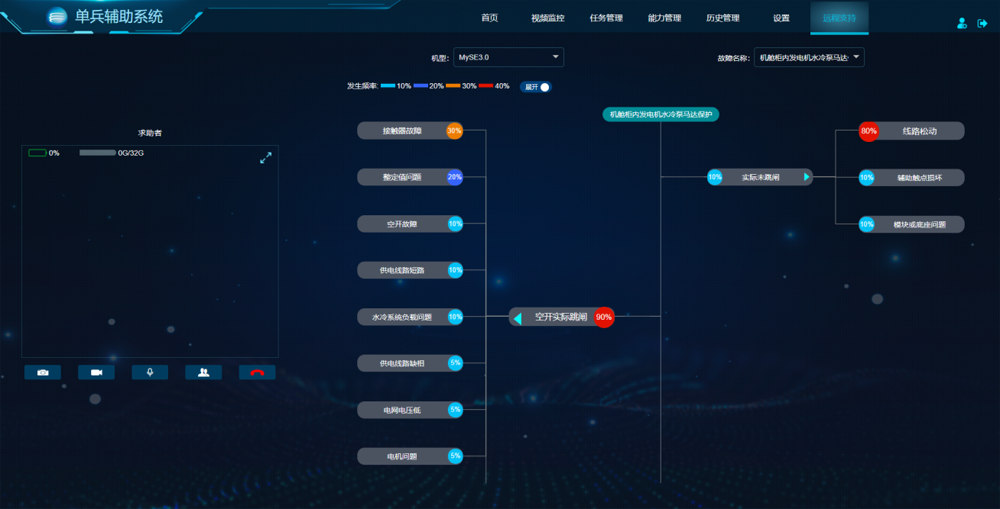 单兵辅助系统
首页 视频监控 任务管理 能力管理 历史管理 设置 远程支持
机型: MySE3.0
故障名称: 机舱柜内发电机水冷泵马达
发生频率: 10% 20% 30% 40% 展开
机舱柜内发电机水冷泵马达保护
求助者
0% 0G/32G
接触器故障 30%
整定值问题 20%
空开故障 10%
供电线路短路 10%
水冷系统负载问题 10%
供电线路缺相 5%
电网电压低 5%
电机问题 5%
空开实际跳闸 90%
10% 实际未跳闸
80% 线路松动
10% 辅助触点损坏
10% 模块或底座问题